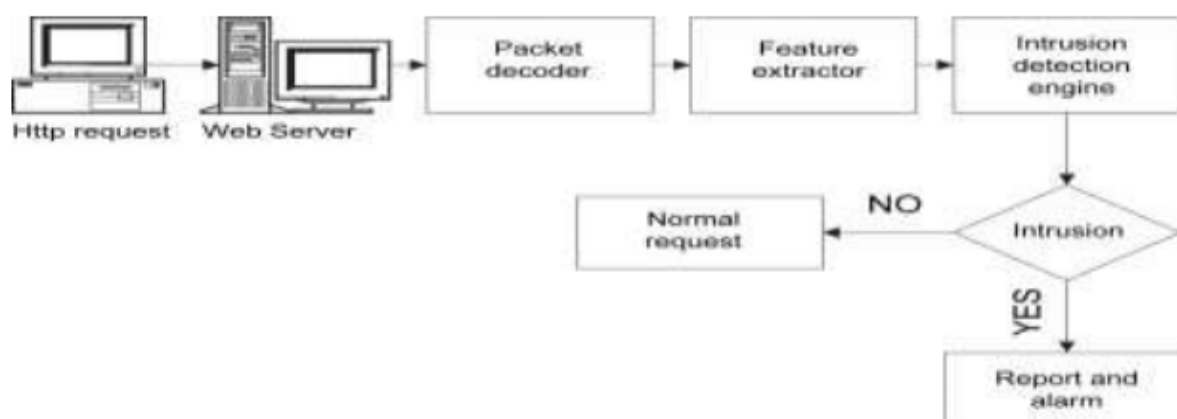 Packet
decoder
Feature
extractor
Intrusion
detection
engine
Http request
Web Server
Normal
request
NO
Intrusion
YES
Report and
alarm